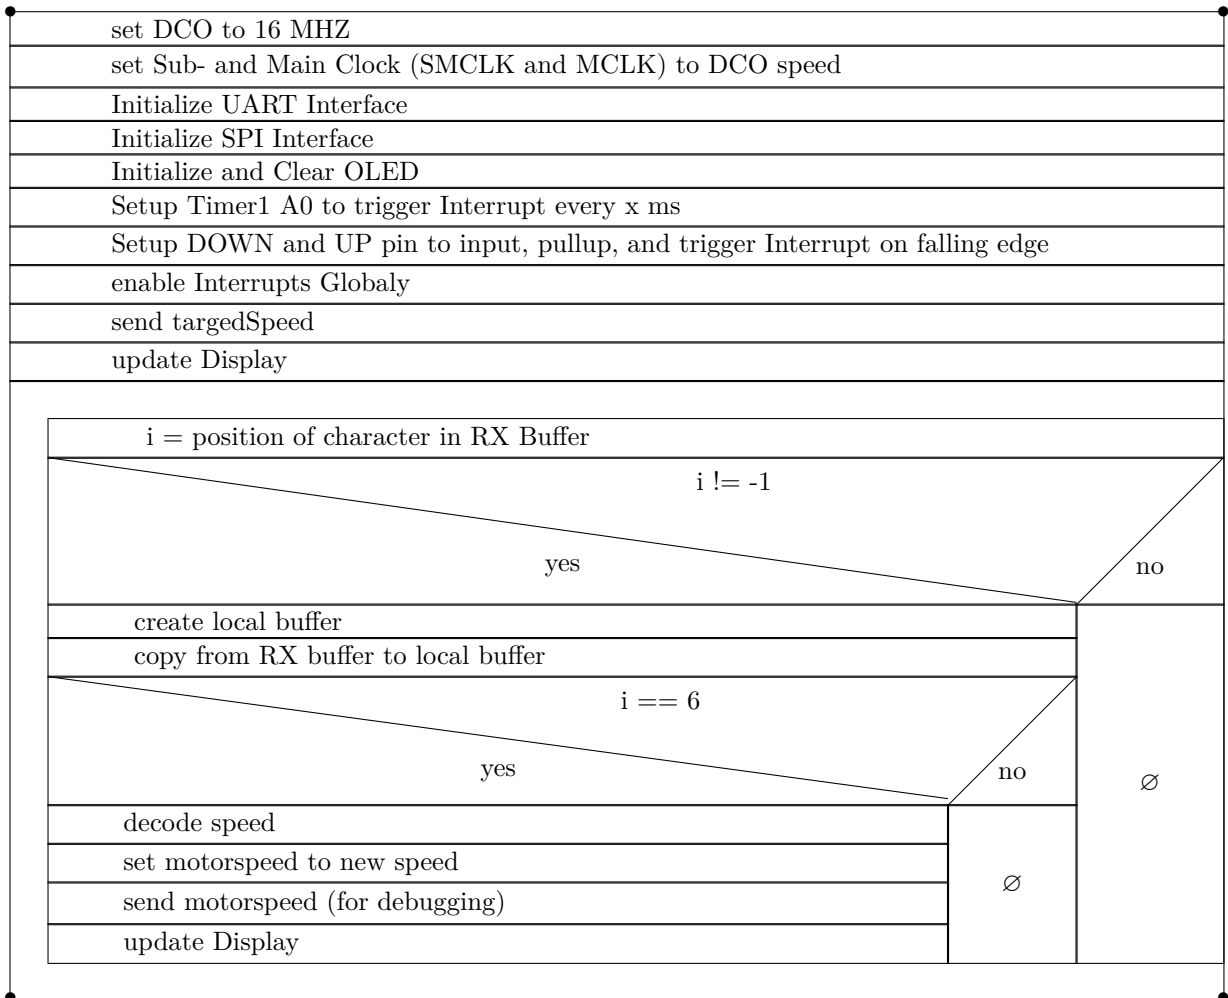 set DCO to 16 MHZ
set Sub- and Main Clock (SMCLK and MCLK) to DCO speed
Initialize UART Interface
Initialize SPI Interface
Initialize and Clear OLED
Setup Timer1 A0 to trigger Interrupt every x ms
Setup DOWN and UP pin to input, pullup, and trigger Interrupt on falling edge
enable Interrupts Globaly
send targedSpeed
update Display
i = position of character in RX Buffer
i != -1
yes
no
create local buffer
copy from RX buffer to local buffer
i == 6
yes
no
∅
decode speed
set motorspeed to new speed
∅
send motorspeed (for debugging)
update Display